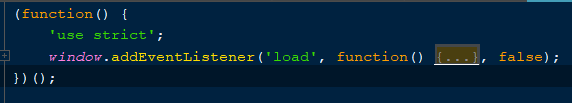 (function() {
'use strict';
window.addEventListener('load', function() {...}, false);
})();